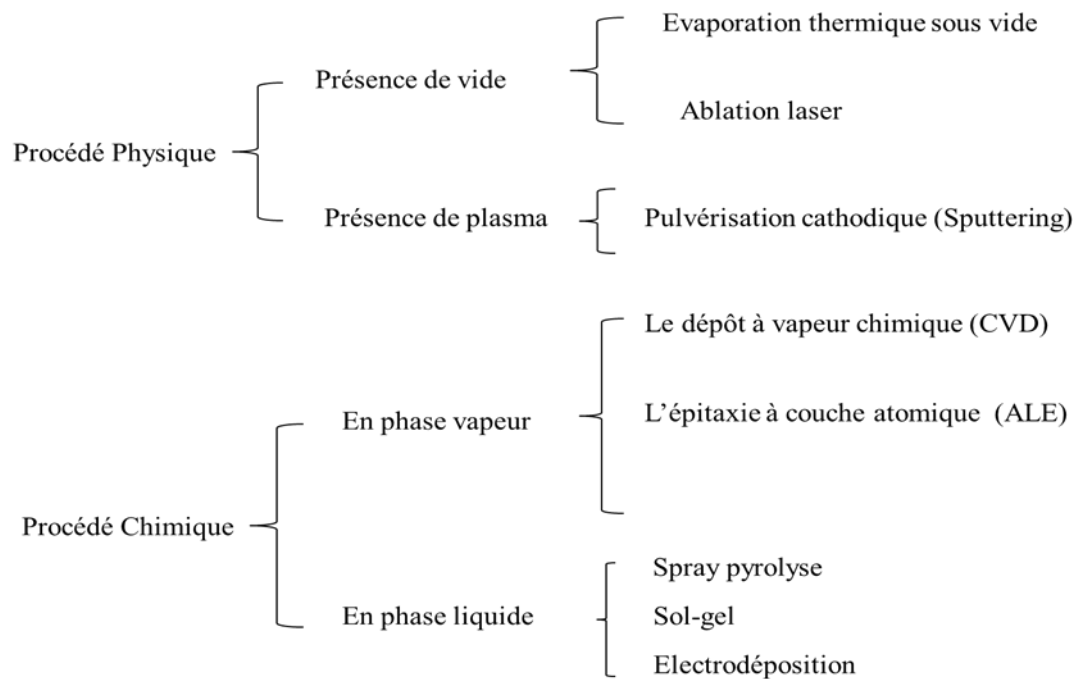 Evaporation thermique sous vide
Présence de vide
Ablation laser
Procédé Physique
Présence de plasma
Pulvérisation cathodique (Sputtering)
Le dépôt à vapeur chimique (CVD)
En phase vapeur
L’épitaxie à couche atomique (ALE)
Procédé Chimique
Spray pyrolyse
En phase liquide
Sol-gel
Electrodéposition